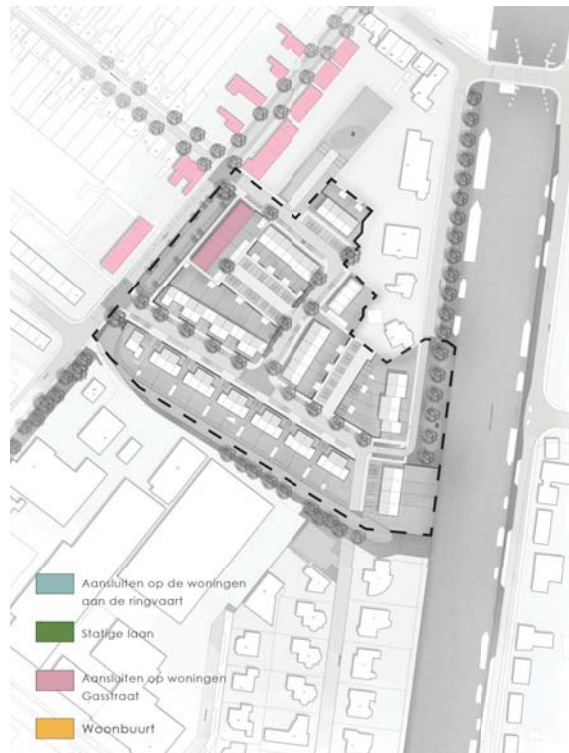 Aansluiten op de woningen
aan de ringvaart
Statige laan
Aansluiten op woningen
Gasstraat
Woonbuurt